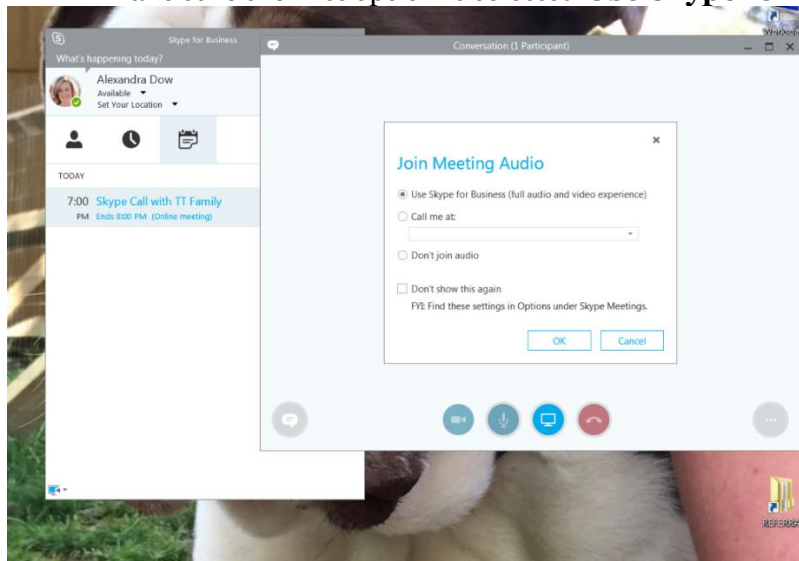 Skype for Business
What's happening today?
Alexandra Dow
Available
Set Your Location
TODAY
7:00 PM
Skype Call with TT Family
Ends 8:00 PM (Online meeting)
Conversation (1 Participant)
Join Meeting Audio
Use Skype for Business (full audio and video experience)
Call me at:
Don't join audio
Don't show this again
FYI: Find these settings in Options under Skype Meetings.
OK
Cancel